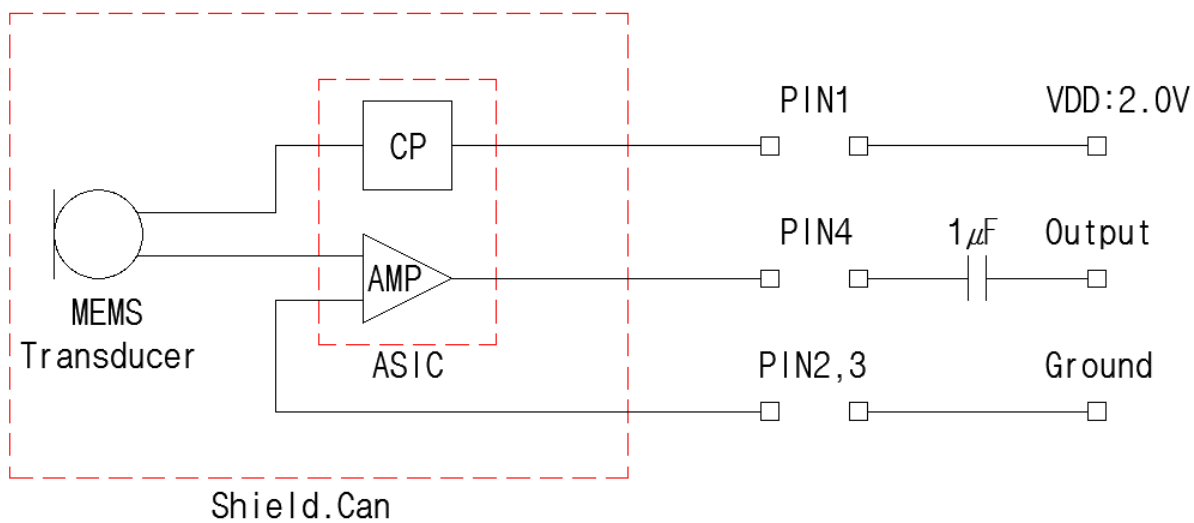 PIN1
VDD:2.0V
CP
PIN4
1μF
Output
AMP
MEMS
Transducer
ASIC
PIN2,3
Ground
Shield.Can